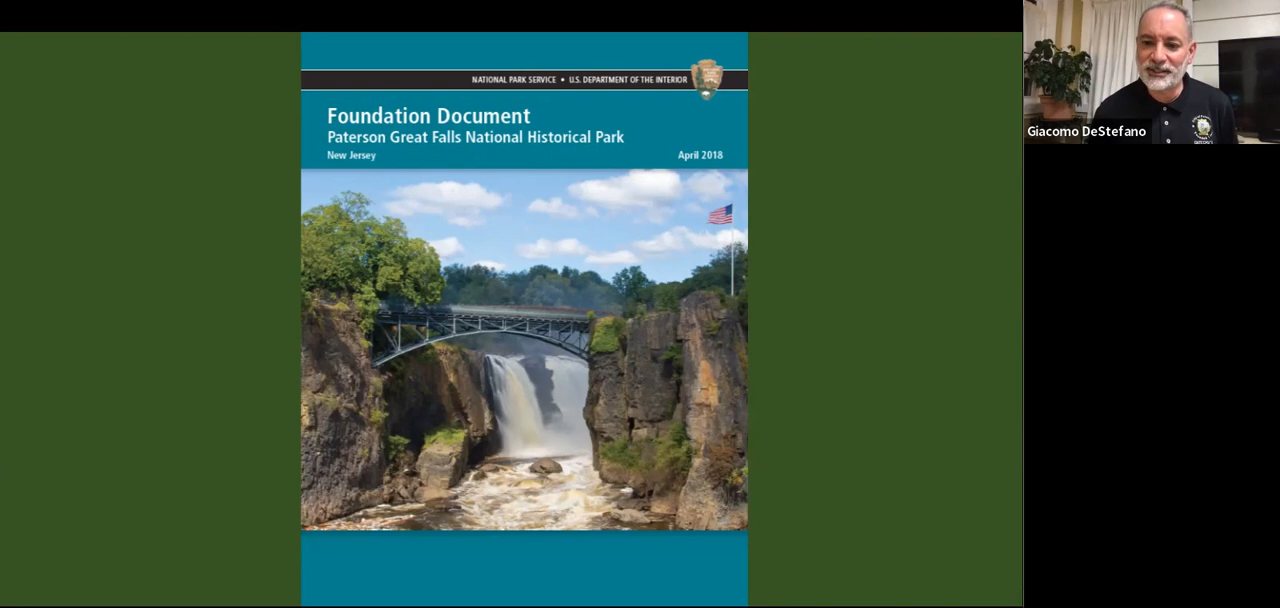 NATIONAL PARK SERVICE • U.S. DEPARTMENT OF THE INTERIOR
Foundation Document
Paterson Great Falls National Historical Park
New Jersey
April 2018
Giacomo DeStefano